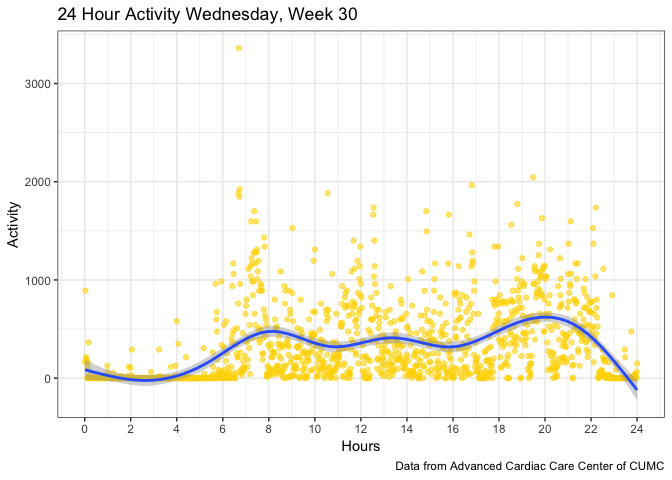 24 Hour Activity Wednesday, Week 30
3000
2000
1000
0
Activity
0 2 4 6 8 10 12 14 16 18 20 22 24
Hours
Data from Advanced Cardiac Care Center of CUMC